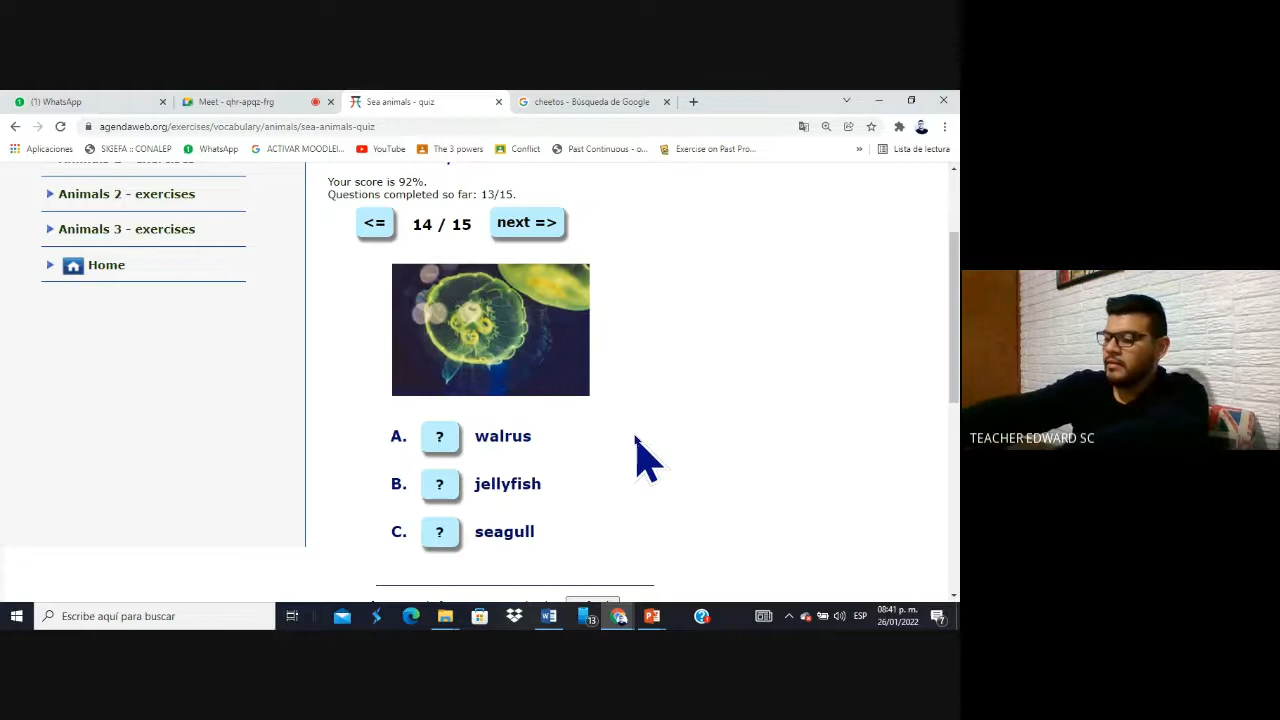 (1) WhatsApp
Meet - qhr-apqz-frg
Sea animals - quiz
cheetos - Búsqueda de Google
agendaweb.org/exercises/vocabulary/animals/sea-animals-quiz
Aplicaciones
SIGEFA :: CONALEP
WhatsApp
ACTIVAR MOODLEI...
YouTube
The 3 powers
Conflict
Past Continuous - o...
Exercise on Past Pro...
»
Lista de lectura
Animals 2 - exercises
Animals 3 - exercises
Home
Your score is 92%.
Questions completed so far: 13/15.
<= 14 / 15 next =>
A. ? walrus
B. ? jellyfish
C. ? seagull
TEACHER EDWARD SC
Escribe aquí para buscar
13
ESP
08:41 p. m.
26/01/2022
7